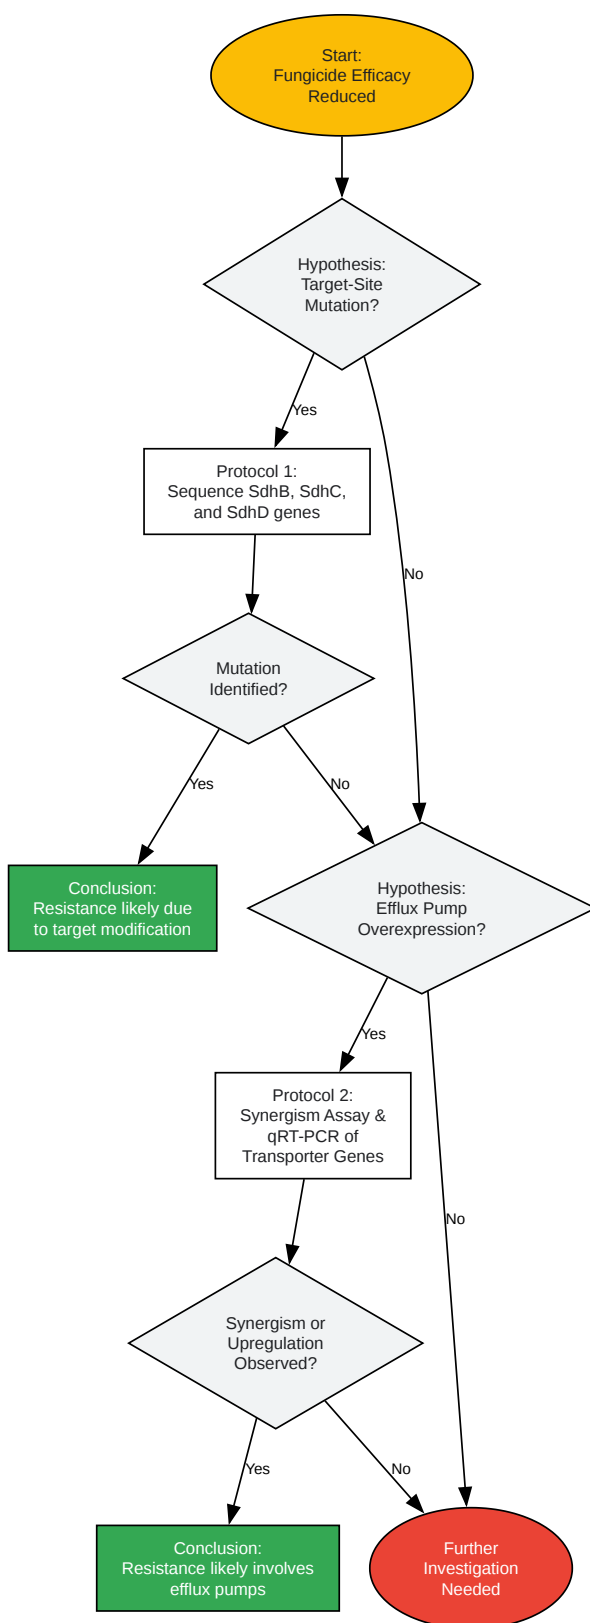 Start:
Fungicide Efficacy
Reduced
Hypothesis:
Target-Site
Mutation?
Yes
Protocol 1:
Sequence SdhB, SdhC,
and SdhD genes
No
Mutation
Identified?
Yes
No
Conclusion:
Resistance likely due
to target modification
Hypothesis:
Efflux Pump
Overexpression?
Yes
Protocol 2:
Synergism Assay &
qRT-PCR of
Transporter Genes
No
Synergism or
Upregulation
Observed?
Yes
No
Conclusion:
Resistance likely involves
efflux pumps
Further
Investigation
Needed